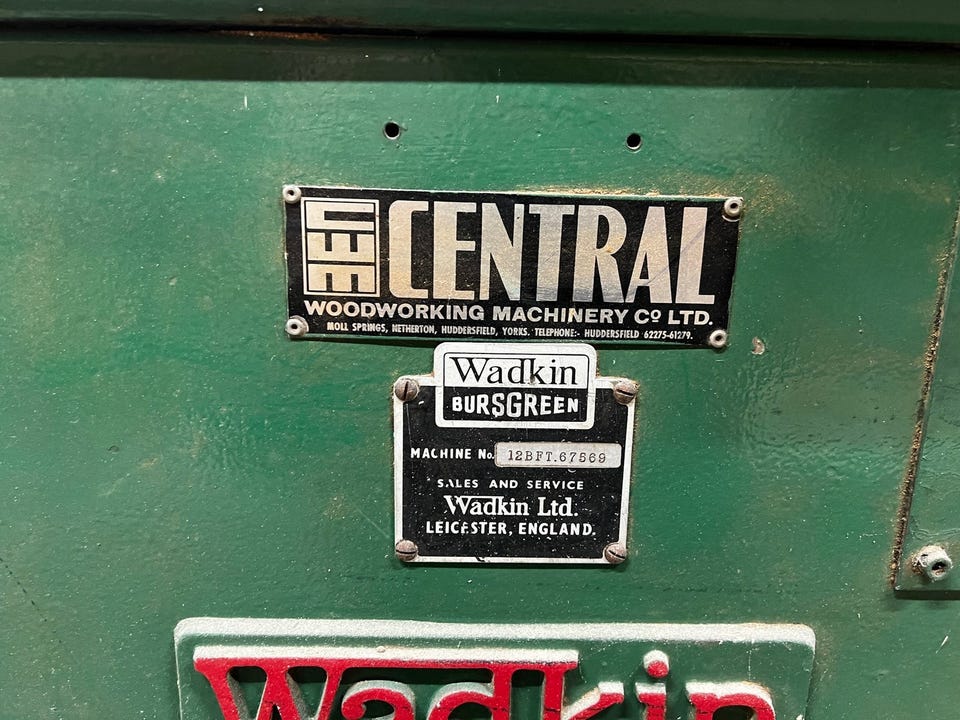 CENTRAL
WOODWORKING MACHINERY Cº LTD.
MOLL SPRINGS, NETHERTON, HUDDERSFIELD, YORKS. TELEPHONE:- HUDDERSFIELD 62275-61279.
Wadkin
BURSGREEN
MACHINE No. 12BFT.67569
SALES AND SERVICE
Wadkin Ltd.
LEICESTER, ENGLAND.
Wadkin